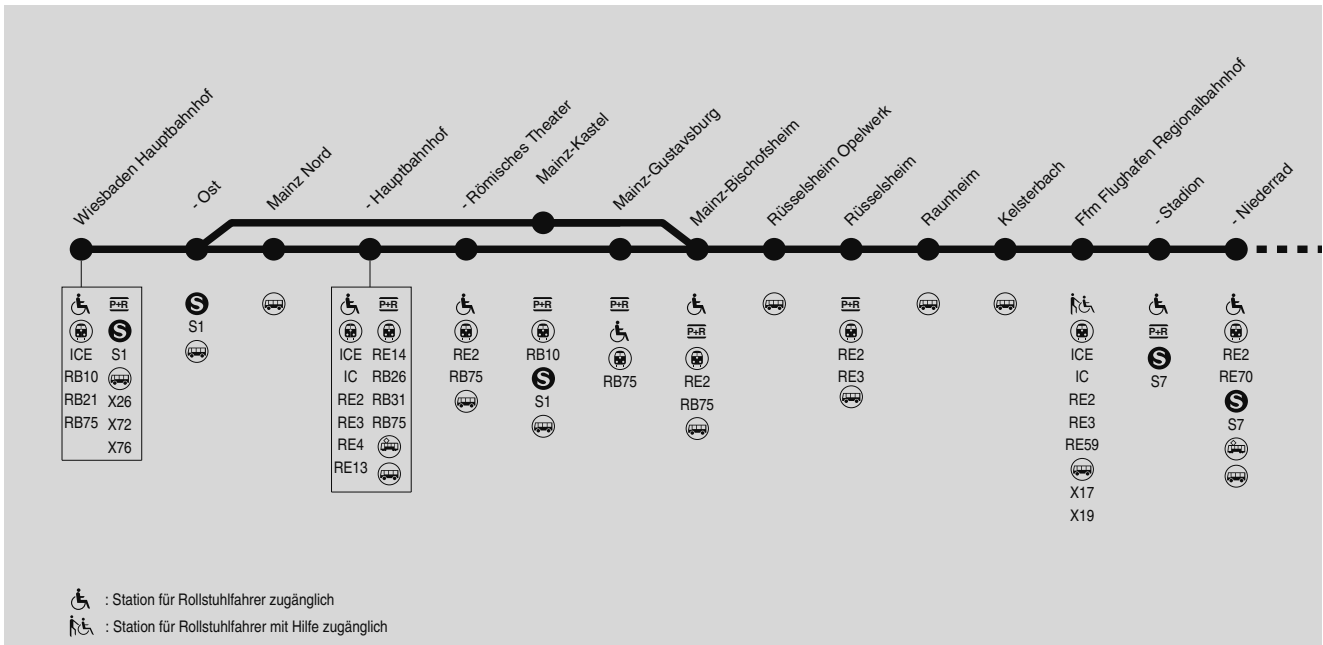 Wiesbaden Hauptbahnhof
- Ost
Mainz Nord
- Hauptbahnhof
- Römisches Theater
Mainz-Kastel
Mainz-Gustavsburg
Mainz-Bischofsheim
Rüsselsheim Opelwerk
Rüsselsheim
Raunheim
Kelsterbach
Ffm Flughafen Regionalbahnhof
- Stadion
- Niederrad
P+R
S
ICE S1
RB10
RB21 X26
RB75 X72
X76
S
S1
P+R
ICE RE14
IC RB26
RE2 RB31
RE3 RB75
RE4
RE13
RE2
RB75
P+R
RB10
S
S1
P+R
RB75
P+R
RE2
RB75
P+R
RE2
RE3
ICE
IC
RE2
RE3
RE59
X17
X19
P+R
S
S7
RE2
RE70
S
S7
: Station für Rollstuhlfahrer zugänglich
: Station für Rollstuhlfahrer mit Hilfe zugänglich